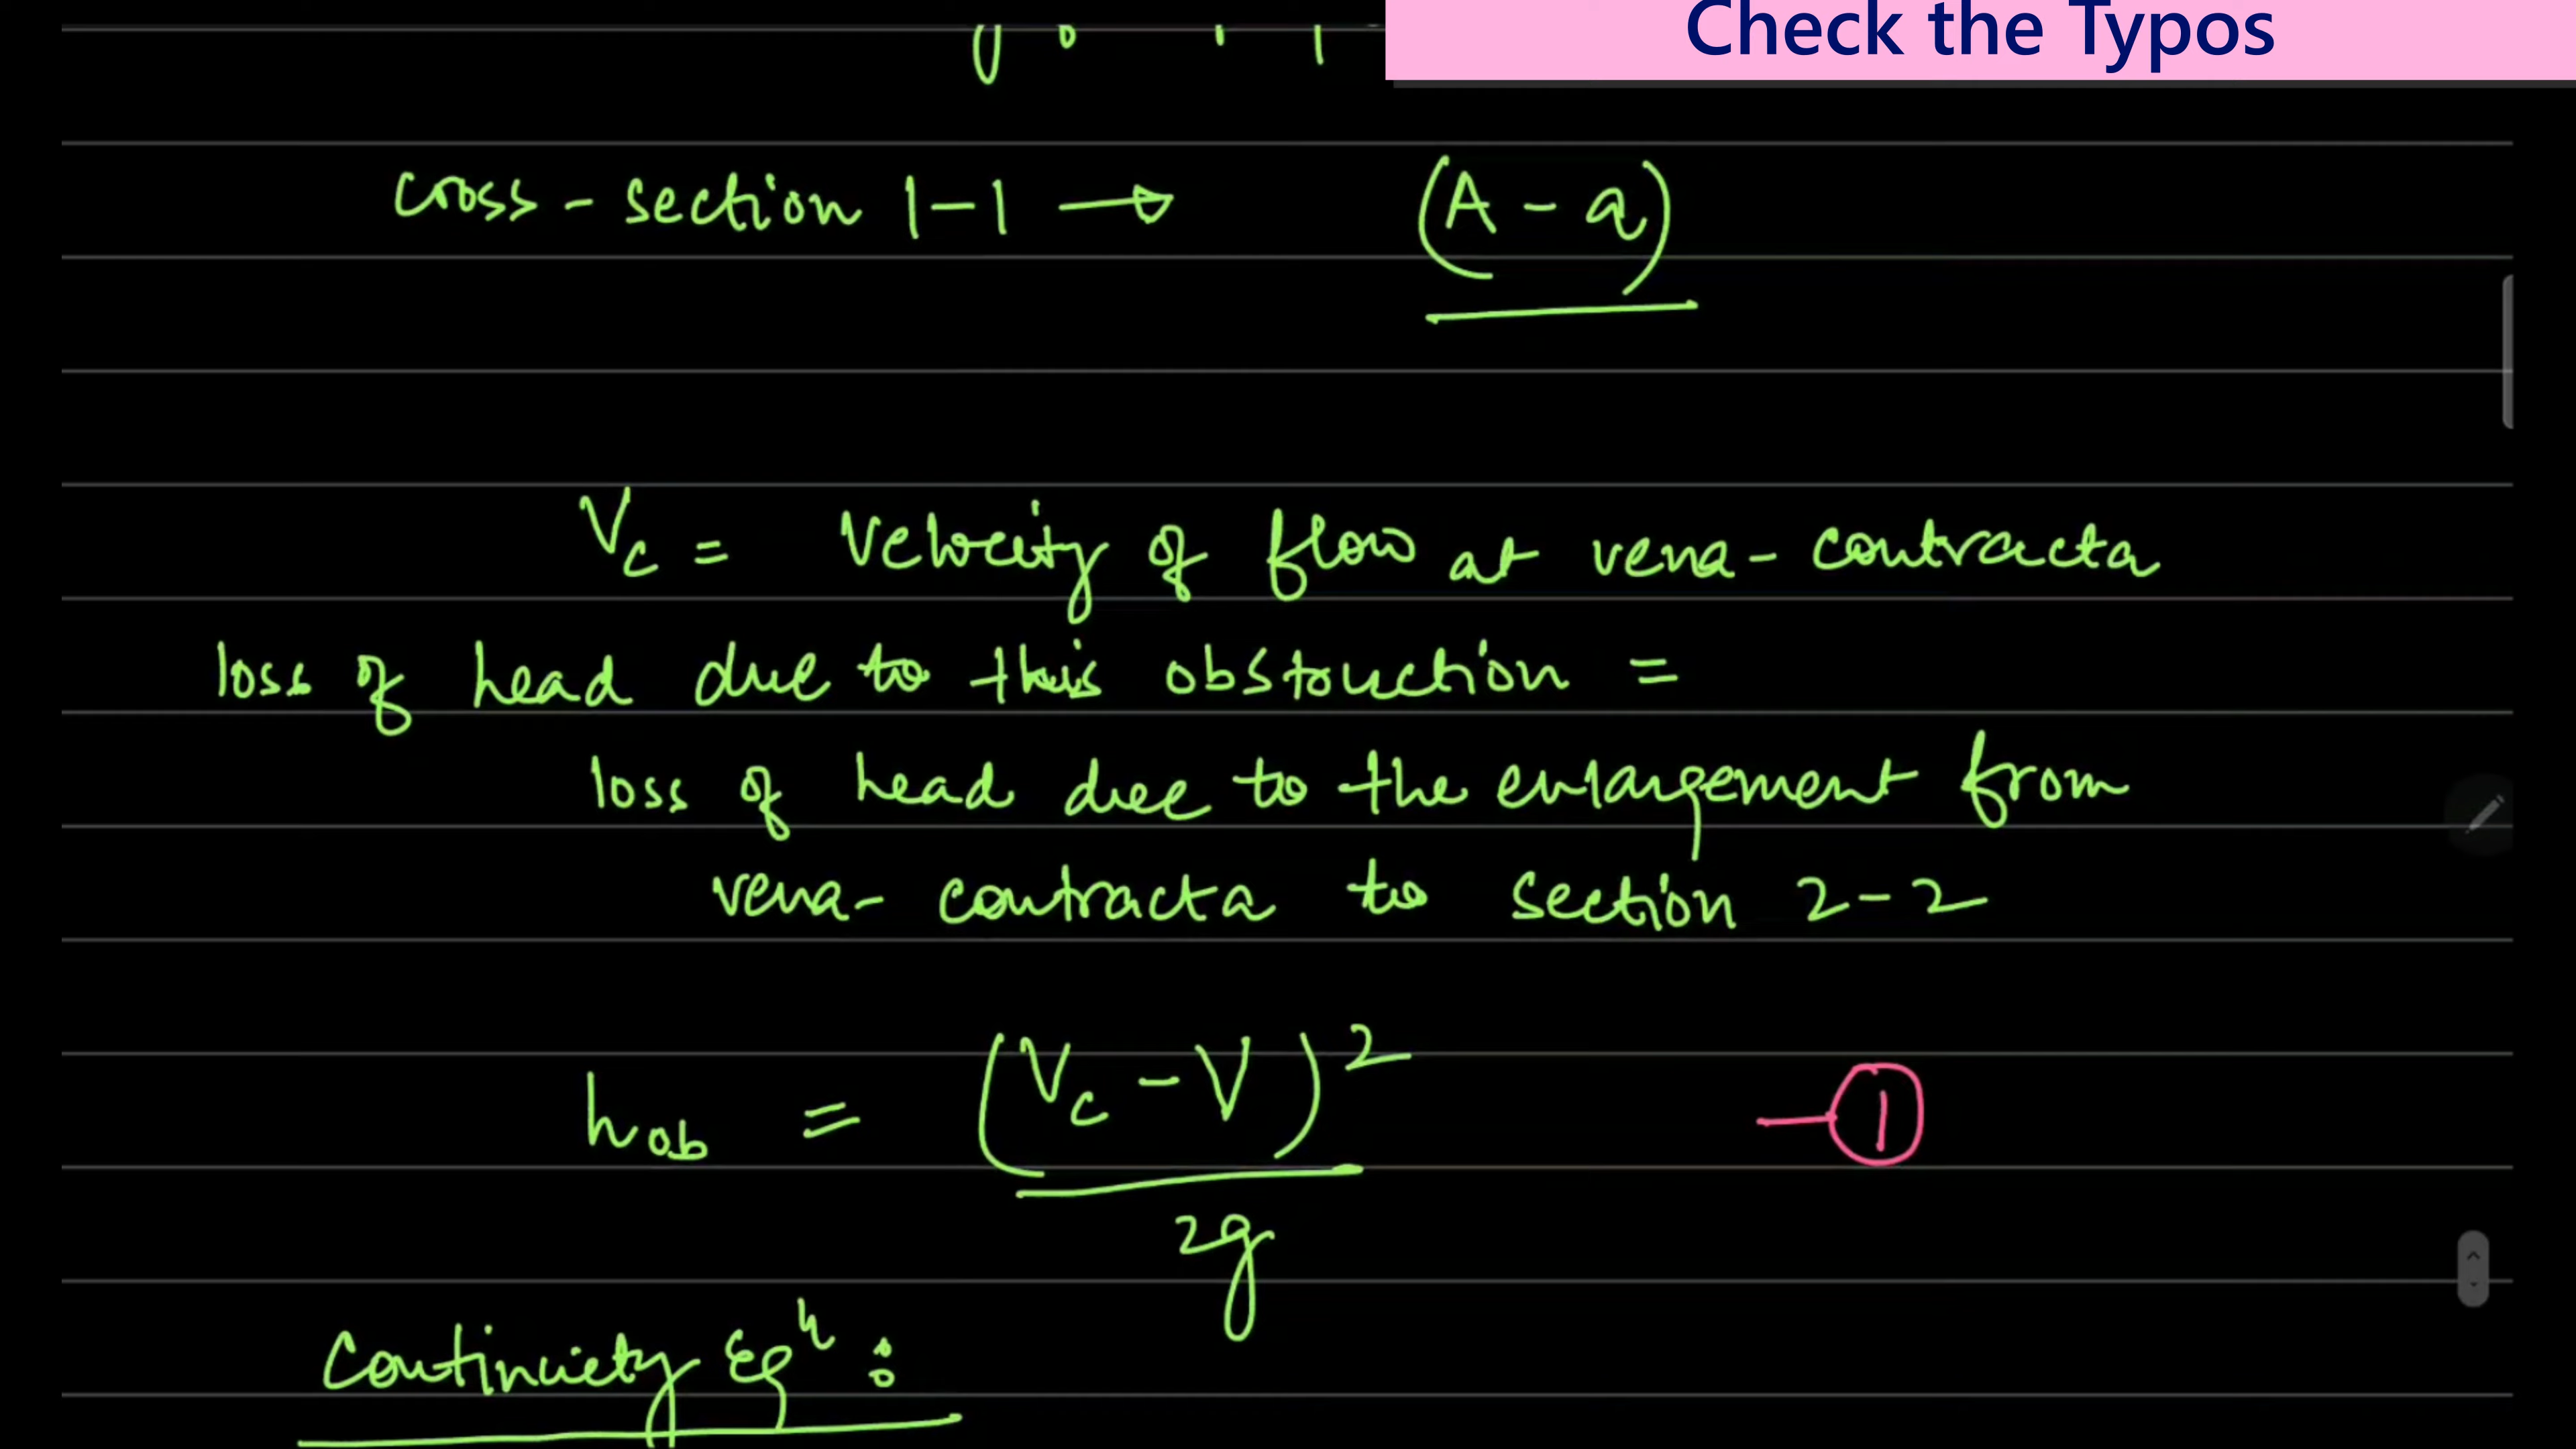 Check the Typos
cross-section 1-1 → (A - a)
Vc = Velocity of flow at vena-contracta
loss of head due to this obstruction =
loss of head due to the enlargement from
vena-contracta to section 2-2
hob = (Vc - V)² / 2g — ①
Continuiety Eqⁿ :